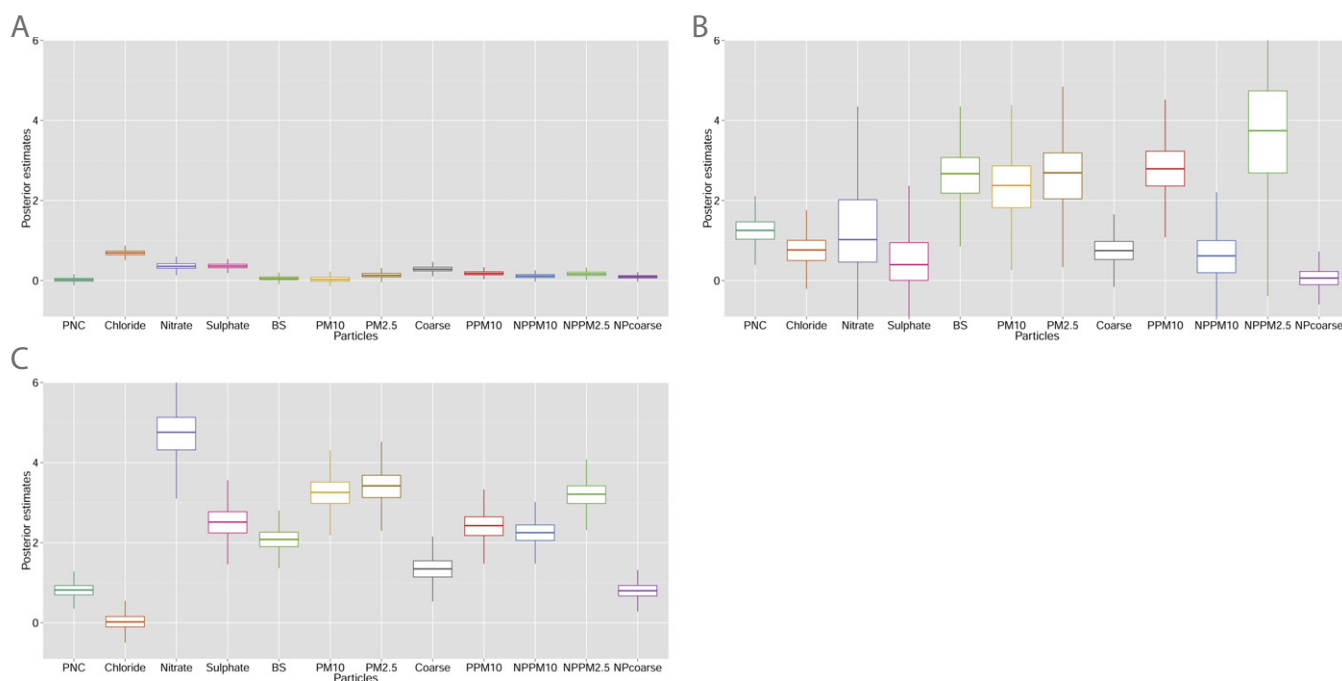 A
6
4
2
0
Posterior estimates
PNC Chloride Nitrate Sulphate BS PM10 PM2.5 Coarse PPM10 NPPM10 NPPM2.5 NPcoarse
Particles
B
6
4
2
0
Posterior estimates
PNC Chloride Nitrate Sulphate BS PM10 PM2.5 Coarse PPM10 NPPM10 NPPM2.5 NPcoarse
Particles
C
6
4
2
0
Posterior estimates
PNC Chloride Nitrate Sulphate BS PM10 PM2.5 Coarse PPM10 NPPM10 NPPM2.5 NPcoarse
Particles